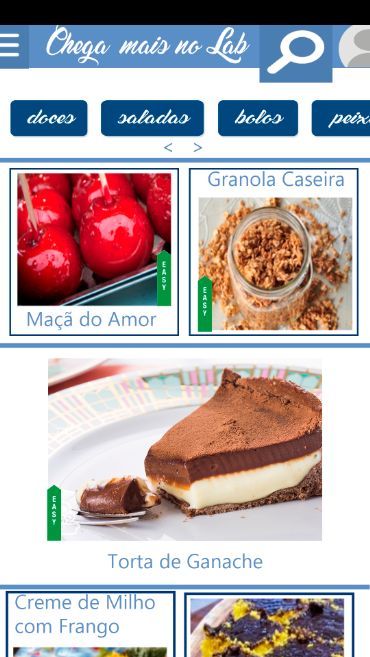 Chega mais no Lab
doces
saladas
bolos
peix
< >
Granola Caseira
EASY
EASY
Maçã do Amor
EASY
Torta de Ganache
Creme de Milho
com Frango